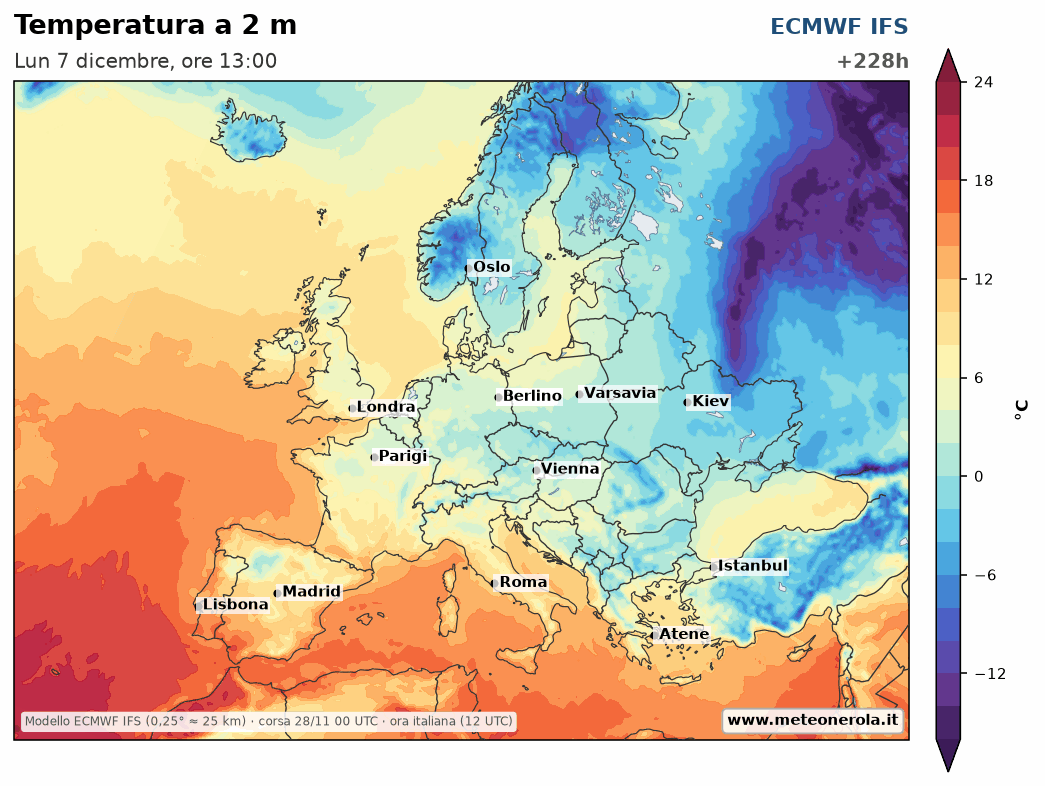 Temperatura a 2 m
ECMWF IFS
Lun 7 dicembre, ore 13:00
+228h
24
18
12
6
0
−6
−12
°C
Oslo
Berlino
Varsavia
Kiev
Londra
Parigi
Vienna
Istanbul
Roma
Madrid
Lisbona
Atene
Modello ECMWF IFS (0,25° ≈ 25 km) · corsa 28/11 00 UTC · ora italiana (12 UTC)
www.meteonerola.it